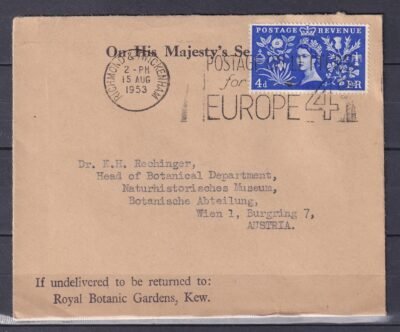 On His Majesty's Se
POSTAGE REVENUE
4d
E R
RICHMOND & TWICKENHAM
2 - PM
15 AUG
1953
POSTAG
for
EUROPE 4
Dr. K.H. Rechinger,
Head of Botanical Department,
Naturhistorisches Museum,
Botanische Abteilung,
Wien 1, Burgring 7,
AUSTRIA.
If undelivered to be returned to:
Royal Botanic Gardens, Kew.